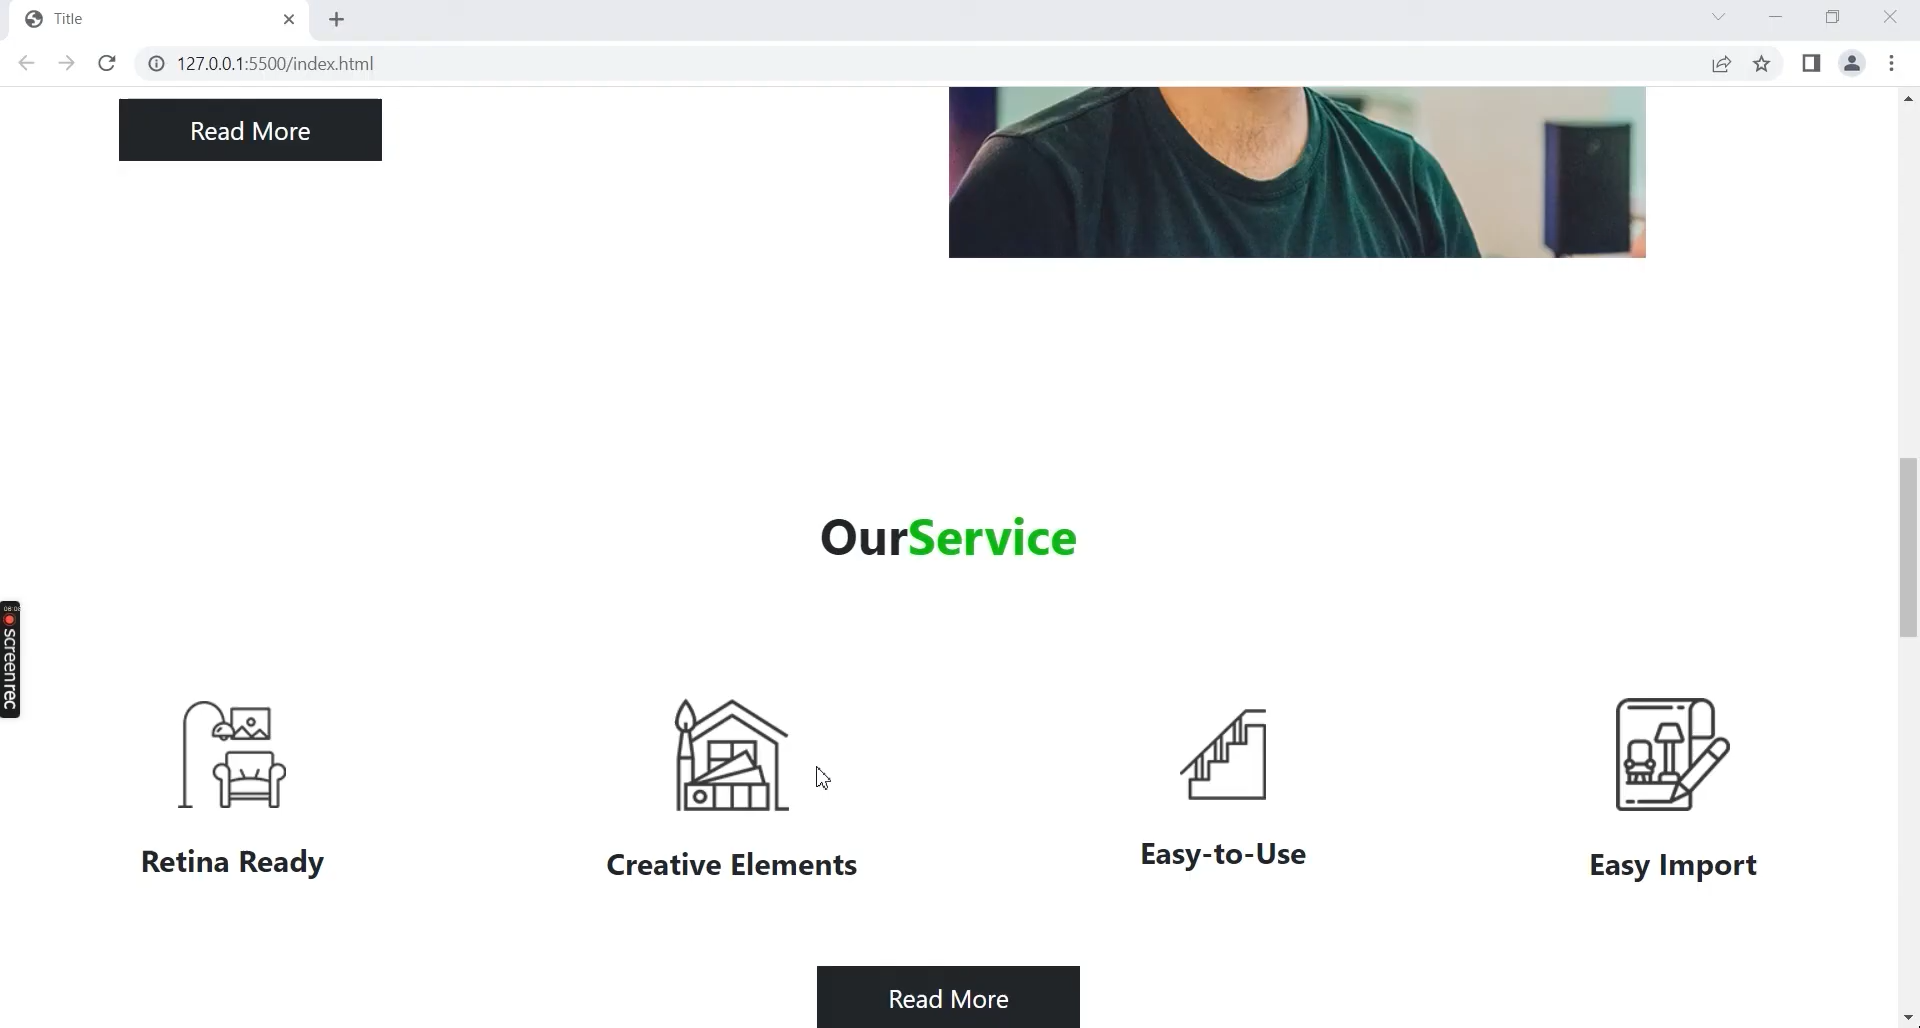 Title
127.0.0.1:5500/index.html
Read More
OurService
screenrec
Retina Ready
Creative Elements
Easy-to-Use
Easy Import
Read More